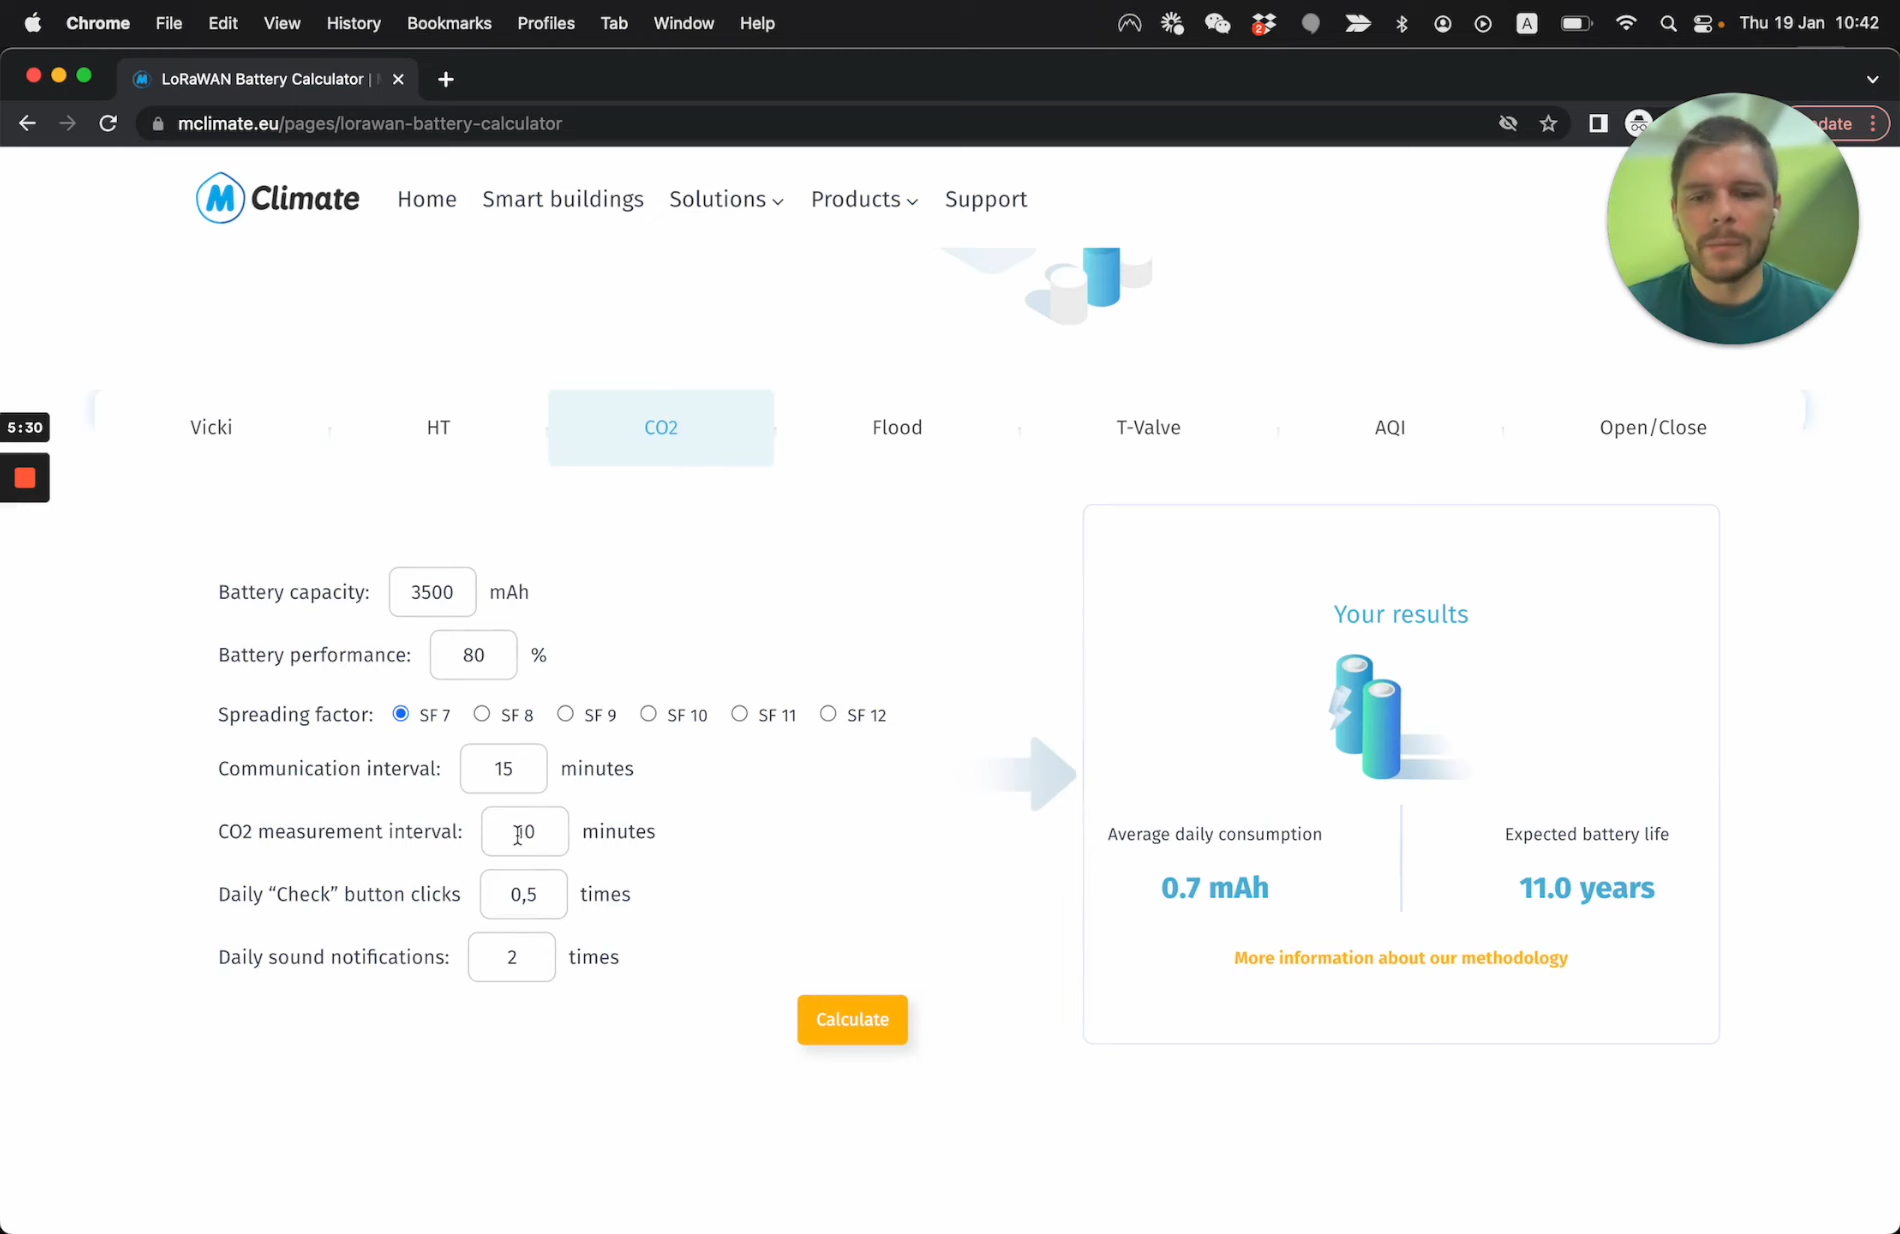 Chrome File Edit View History Bookmarks Profiles Tab Window Help
2 A Thu 19 Jan 10:42
LoRaWAN Battery Calculator |
mclimate.eu/pages/lorawan-battery-calculator
M Climate Home Smart buildings Solutions Products Support
Vicki HT CO2 Flood T-Valve AQI Open/Close
5:30
Battery capacity: 3500 mAh
Battery performance: 80 %
Spreading factor: SF 7 SF 8 SF 9 SF 10 SF 11 SF 12
Communication interval: 15 minutes
CO2 measurement interval: 10 minutes
Daily “Check” button clicks 0,5 times
Daily sound notifications: 2 times
Calculate
Your results
Average daily consumption
0.7 mAh
Expected battery life
11.0 years
More information about our methodology